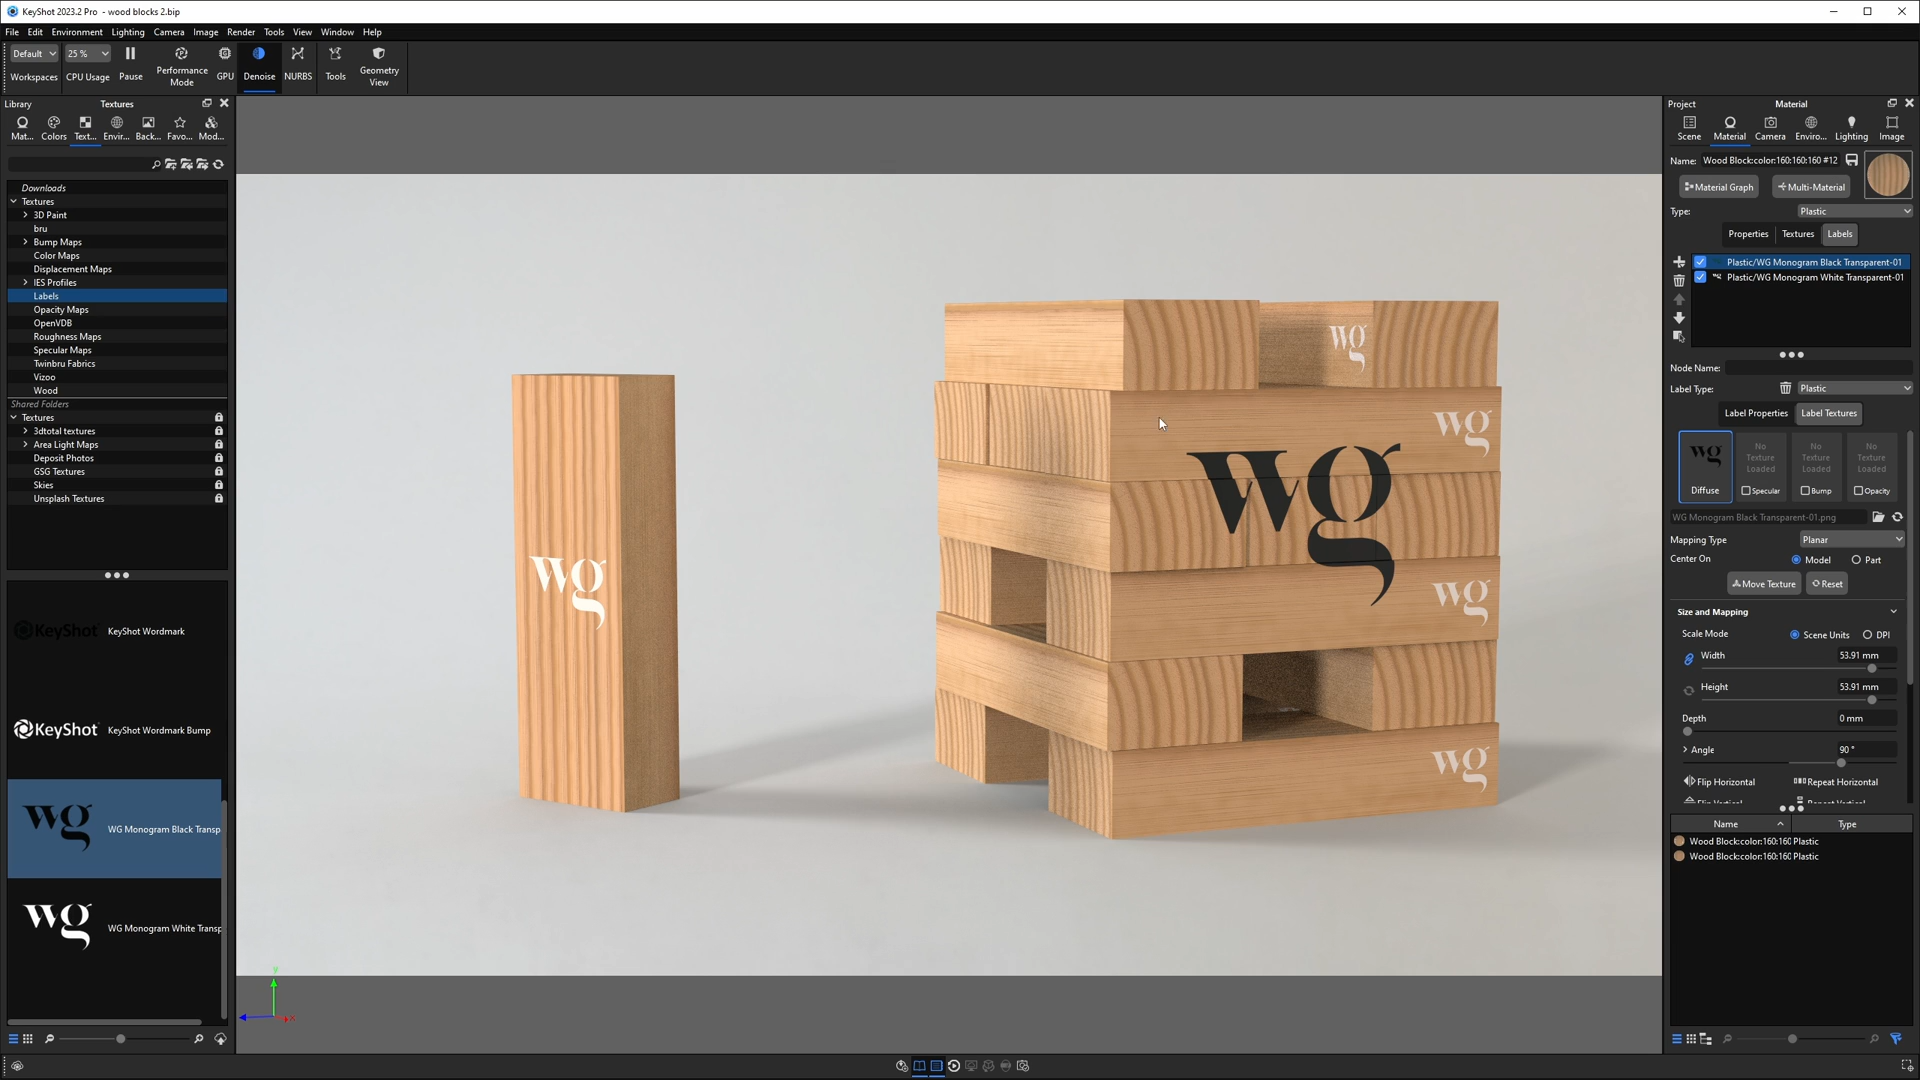 KeyShot 2023.2 Pro - wood blocks 2.bip
File Edit Environment Lighting Camera Image Render Tools View Window Help
Default 25 %
Workspaces CPU Usage Pause Performance Mode GPU Denoise NURBS Tools Geometry View
Library Textures
Mat... Colors Text... Envir... Back... Favo... Mod...
Downloads
Textures
3D Paint
bru
Bump Maps
Color Maps
Displacement Maps
IES Profiles
Labels
Opacity Maps
OpenVDB
Roughness Maps
Specular Maps
Twinbru Fabrics
Vizoo
Wood
Shared Folders
Textures
3dtotal textures
Area Light Maps
Deposit Photos
GSG Textures
Skies
Unsplash Textures
KeyShot KeyShot Wordmark
KeyShot KeyShot Wordmark Bump
wg WG Monogram Black Transp
wg WG Monogram White Transp
wg
wg
wg
wg
wg
wg
y
x
Project Material
Scene Material Camera Enviro... Lighting Image
Name: Wood Block:color:160:160:160 #12
Material Graph Multi-Material
Type: Plastic
Properties Textures Labels
Plastic/WG Monogram Black Transparent-01
Plastic/WG Monogram White Transparent-01
Node Name:
Label Type: Plastic
Label Properties Label Textures
wg
Diffuse
No Texture Loaded
Specular
No Texture Loaded
Bump
No Texture Loaded
Opacity
WG Monogram Black Transparent-01.png
Mapping Type Planar
Center On Model Part
Move Texture Reset
Size and Mapping
Scale Mode Scene Units DPI
Width 53.91 mm
Height 53.91 mm
Depth 0 mm
Angle 90 °
Flip Horizontal Repeat Horizontal
Flip Vertical Repeat Vertical
Name Type
Wood Block:color:160:160 Plastic
Wood Block:color:160:160 Plastic